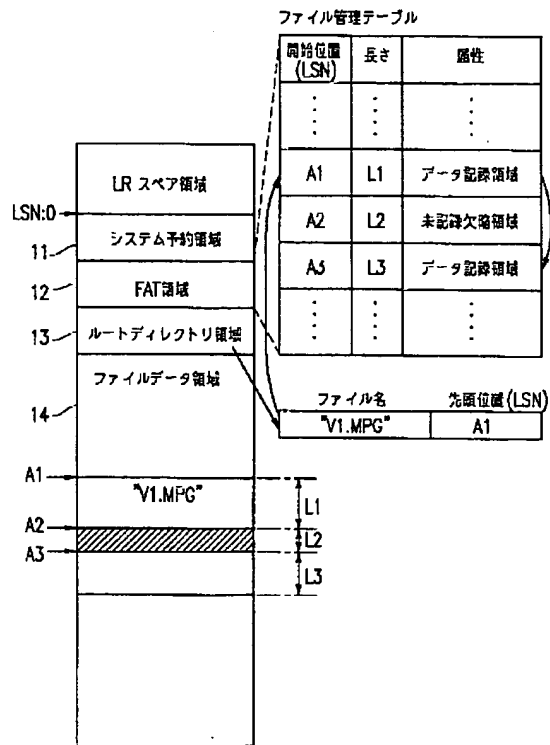 ファイル管理テーブル
開始位置 (LSN) 長さ 属性
A1 L1 データ記録領域
A2 L2 未記録欠陥領域
A3 L3 データ記録領域
ファイル名 先頭位置(LSN)
"V1.MPG" A1
LRスペア領域
LSN:0
11 システム予約領域
12 FAT領域
13 ルートディレクトリ領域
ファイルデータ領域
14
A1
"V1.MPG"
L1
A2
L2
A3
L3